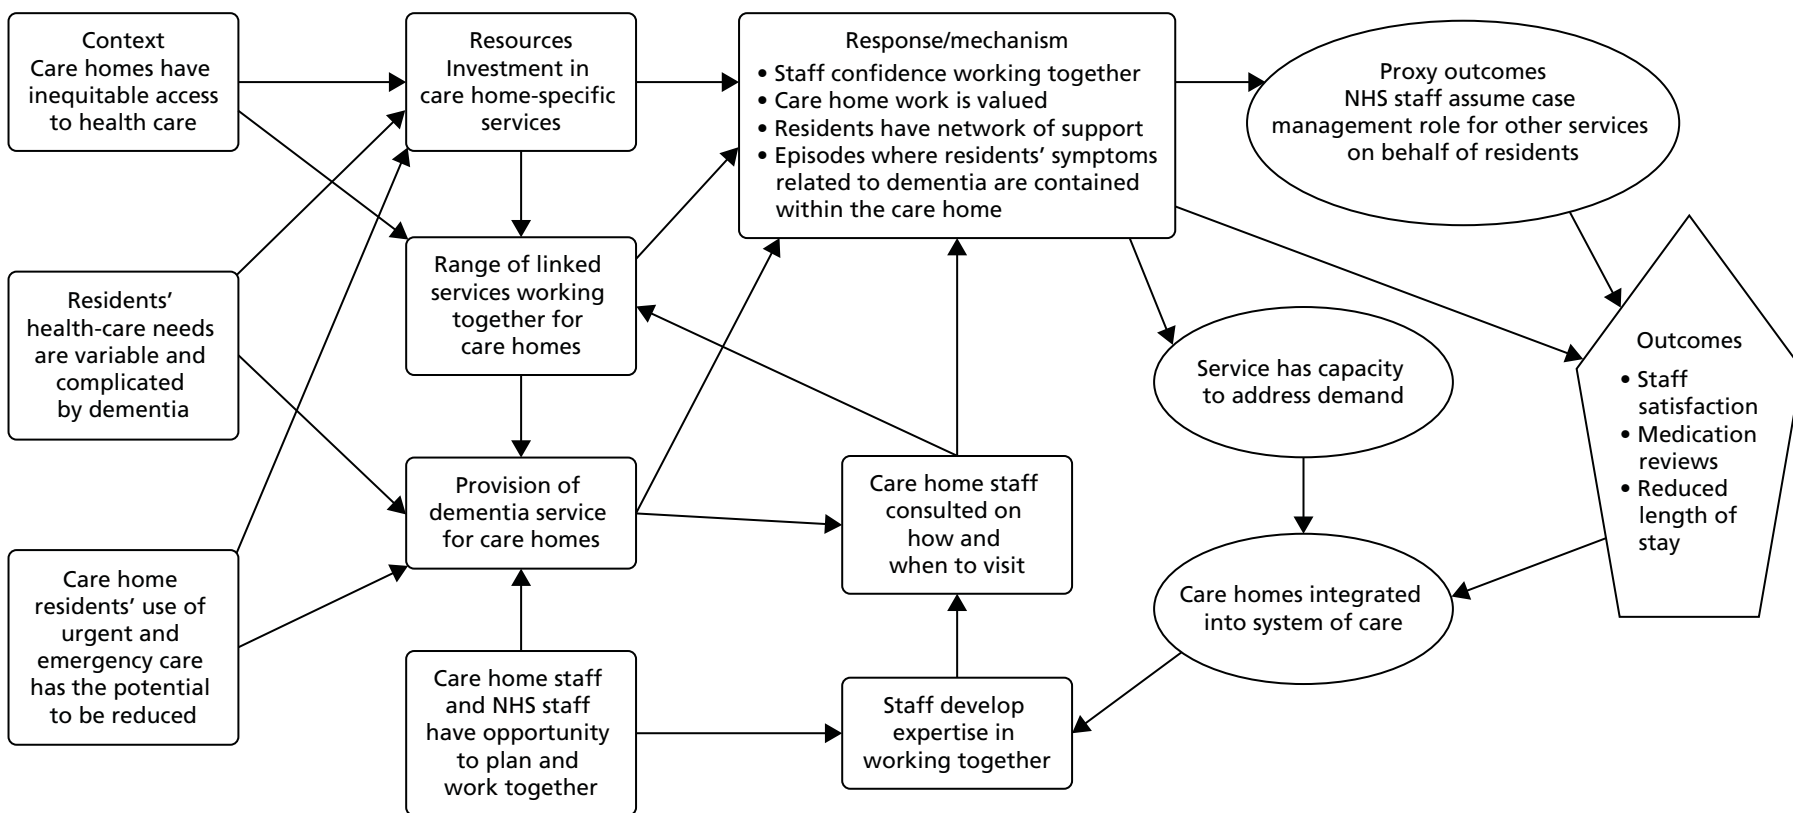 Context
Care homes have
inequitable access
to health care
Resources
Investment in
care home-specific
services
Response/mechanism
• Staff confidence working together
• Care home work is valued
• Residents have network of support
• Episodes where residents’ symptoms
related to dementia are contained
within the care home
Proxy outcomes
NHS staff assume case
management role for other services
on behalf of residents
Residents’
health-care needs
are variable and
complicated
by dementia
Range of linked
services working
together for
care homes
Service has capacity
to address demand
Outcomes
• Staff
satisfaction
• Medication
reviews
• Reduced
length of
stay
Provision of
dementia service
for care homes
Care home staff
consulted on
how and
when to visit
Care home
residents’ use of
urgent and
emergency care
has the potential
to be reduced
Care homes integrated
into system of care
Care home staff
and NHS staff
have opportunity
to plan and
work together
Staff develop
expertise in
working together